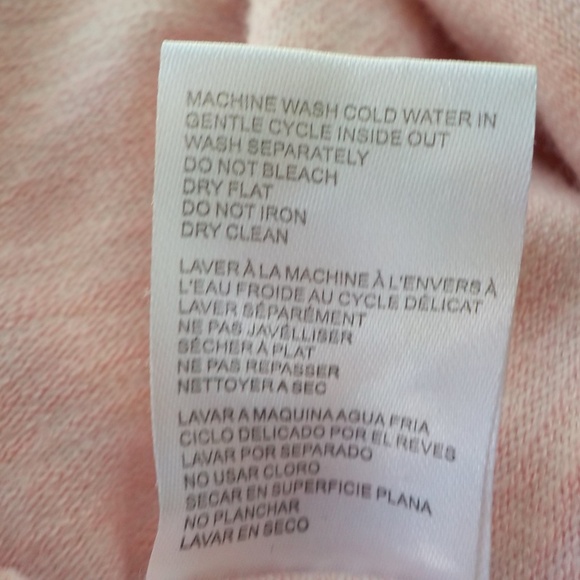 MACHINE WASH COLD WATER IN
GENTLE CYCLE INSIDE OUT
WASH SEPARATELY
DO NOT BLEACH
DRY FLAT
DO NOT IRON
DRY CLEAN
LAVER À LA MACHINE À L'ENVERS À
L'EAU FROIDE AU CYCLE DÉLICAT
LAVER SÉPARÉMENT
NE PAS JAVÉLLISER
SÉCHER À PLAT
NE PAS REPASSER
NETTOYER A SEC
LAVAR A MAQUINA AGUA FRIA
CICLO DELICADO POR EL REVES
LAVAR POR SEPARADO
NO USAR CLORO
SECAR EN SUPERFICIE PLANA
NO PLANCHAR
LAVAR EN SECO